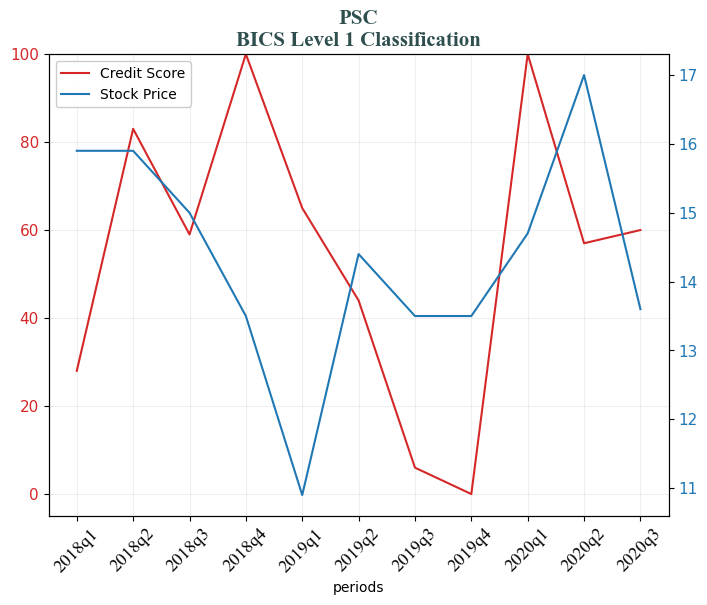 PSC
BICS Level 1 Classification
Credit Score
Stock Price
100
80
60
40
20
0
17
16
15
14
13
12
11
2018q1
2018q2
2018q3
2018q4
2019q1
2019q2
2019q3
2019q4
2020q1
2020q2
2020q3
periods